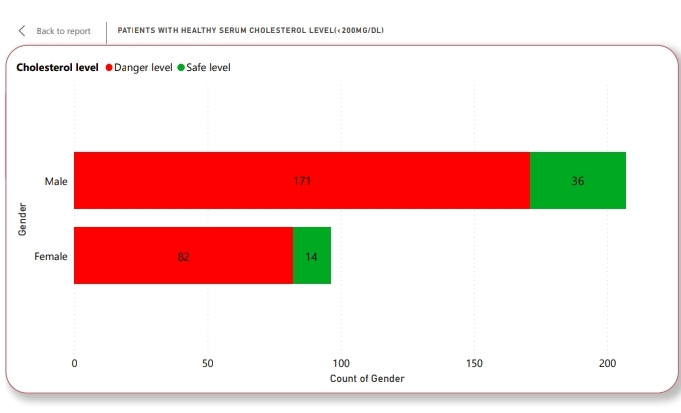 Back to report
PATIENTS WITH HEALTHY SERUM CHOLESTEROL LEVEL(<200MG/DL)
Cholesterol level Danger level Safe level
Male 171 36
Gender
Female 82 14
0 50 100 150 200
Count of Gender